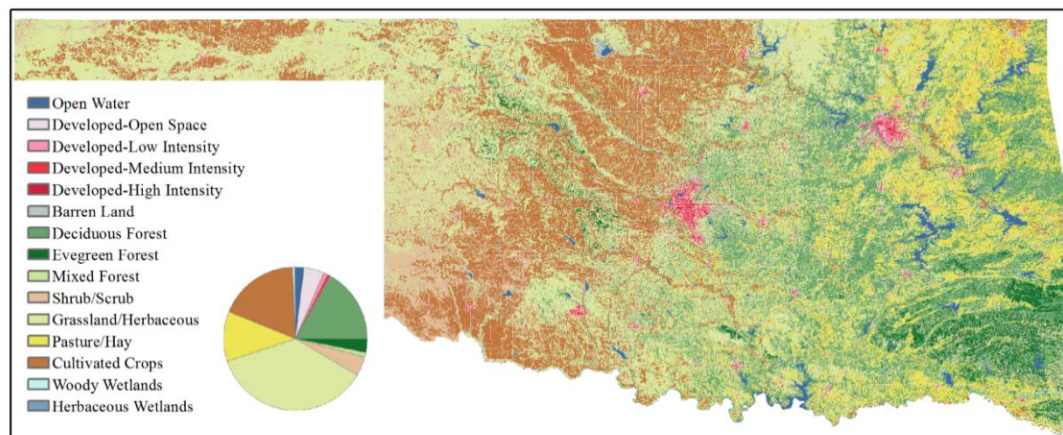 Open Water
Developed-Open Space
Developed-Low Intensity
Developed-Medium Intensity
Developed-High Intensity
Barren Land
Deciduous Forest
Evegreen Forest
Mixed Forest
Shrub/Scrub
Grassland/Herbaceous
Pasture/Hay
Cultivated Crops
Woody Wetlands
Herbaceous Wetlands